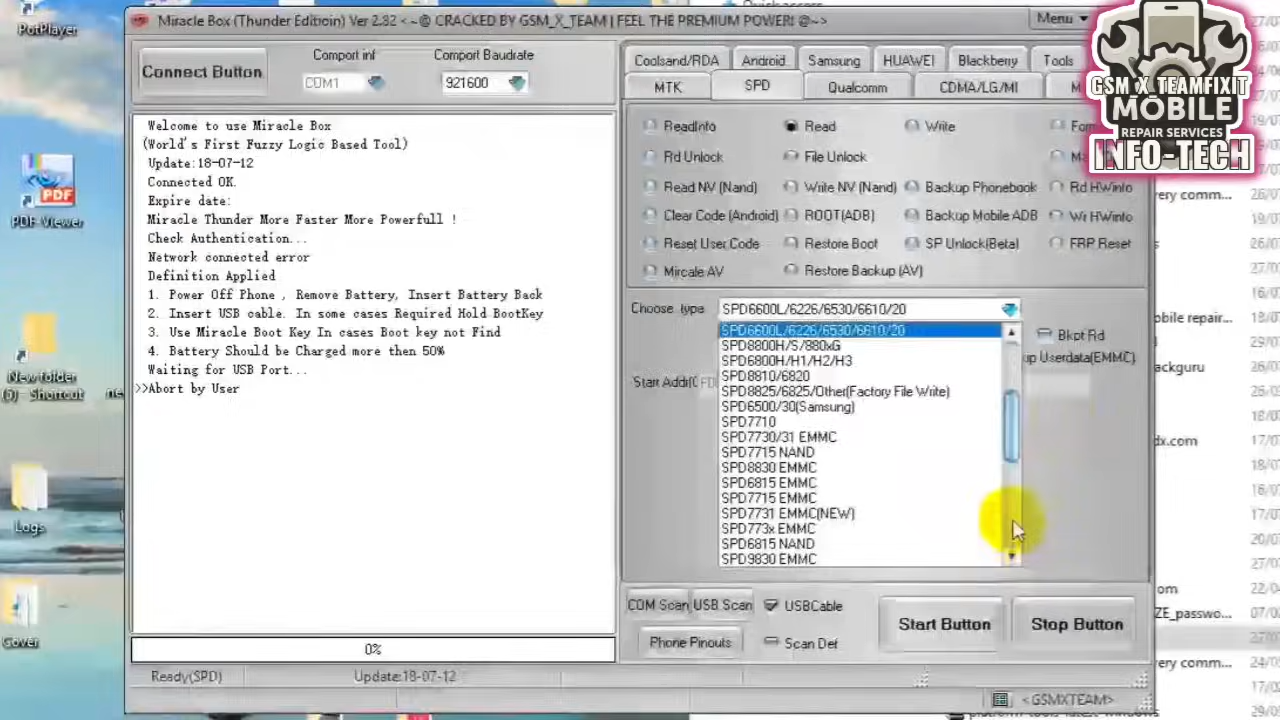 PotPlayer
PDF-Viewer
New folder
(5) Shortcut
Logs
Cover
Miracle Box (Thunder Editiroin) Ver 2.82 <~@ CRACKED BY GSM_X_TEAM | FEEL THE PREMIUM POWER! @~>
Menu
Connect Button
Comport inf
Comport Baudrate
COM1
921600
Coolsand/RDA
Android
Samsung
HUAWEI
Blackberry
Tools
MTK
SPD
Qualcomm
CDMA/LG/MI
Welcome to use Miracle Box
(World's First Fuzzy Logic Based Tool)
Update:18-07-12
Connected OK.
Expire date:
Miracle Thunder More Faster More Powerfull !
Check Authentication...
Network connected error
Definition Applied
1. Power Off Phone , Remove Battery, Insert Battery Back
2. Insert USB cable. In some cases Required Hold BootKey
3. Use Miracle Boot Key In cases Boot key not Find
4. Battery Should be Charged more then 50%
Waiting for USB Port...
>>Abort by User
ReadInfo
Read
Write
Rd Unlock
File Unlock
Read NV (Nand)
Write NV (Nand)
Backup Phonebook
Rd HWinfo
Clear Code (Android)
ROOT(ADB)
Backup Mobile ADB
Wr HWinfo
Reset User Code
Restore Boot
SP Unlock(Beta)
FRP Reset
Mircale AV
Restore Backup (AV)
Choose type
SPD6600L/6226/6530/6610/20
SPD6600L/6226/6530/6610/20
SPD8800H/S/880xG
SPD6800H/H1/H2/H3
SPD8810/6820
SPD8825/6825/Other(Factory File Write)
SPD6500/30(Samsung)
SPD7710
SPD7730/31 EMMC
SPD7715 NAND
SPD8830 EMMC
SPD6815 EMMC
SPD7715 EMMC
SPD7731 EMMC(NEW)
SPD773x EMMC
SPD6815 NAND
SPD9830 EMMC
Bkpt Rd
up Userdata(EMMC)
COM Scan
USB Scan
USBCable
Phone Pinouts
Scan Def
Start Button
Stop Button
0%
Ready(SPD)
Update:18-07-12
<GSMXTEAM>
GSM X TEAMFIXIT
MOBILE
REPAIR SERVICES
INFO-TECH